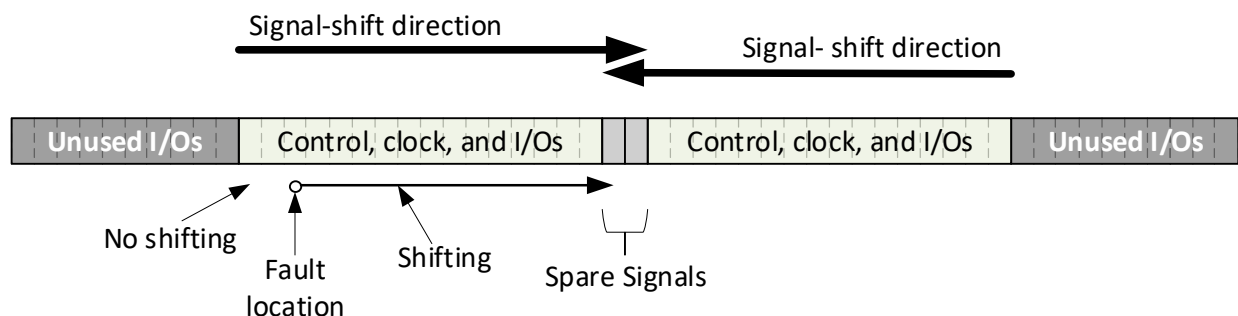 Signal-shift direction
Signal- shift direction
Unused I/Os
Control, clock, and I/Os
Control, clock, and I/Os
Unused I/Os
No shifting
Fault
location
Shifting
Spare Signals